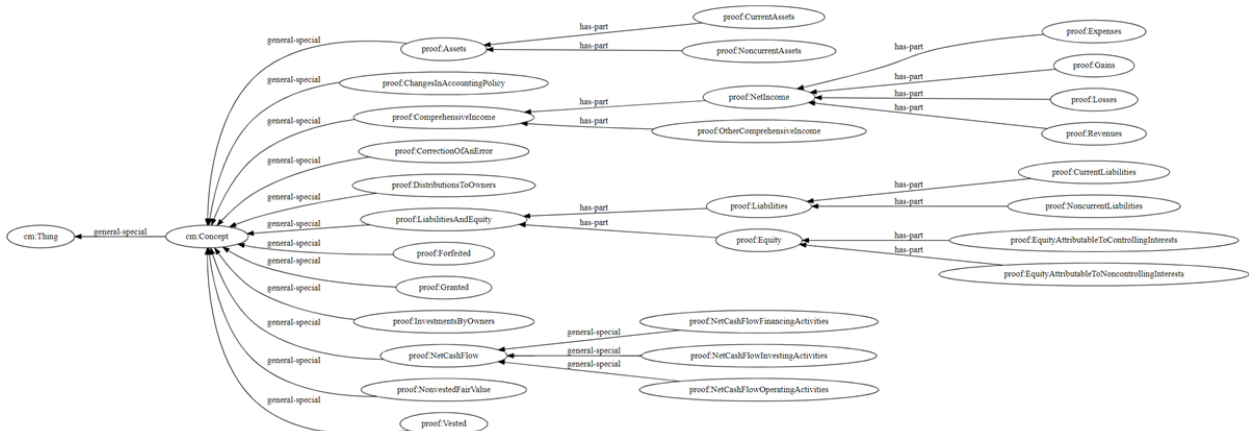 proof:CurrentAssets
has-part
proof:Expenses
general-special
proof:Assets
has-part
proof:NoncurrentAssets
has-part
proof:Gains
general-special
proof:ChangesInAccountingPolicy
has-part
proof:NetIncome
has-part
proof:Losses
general-special
proof:ComprehensiveIncome
has-part
has-part
proof:OtherComprehensiveIncome
has-part
proof:Revenues
general-special
proof:CorrectionOfAnError
proof:CurrentLiabilities
general-special
proof:DistributionsToOwners
has-part
proof:Liabilities
has-part
proof:NoncurrentLiabilities
general-special
proof:LiabilitiesAndEquity
has-part
has-part
cm:Thing
general-special
cm:Concept
proof:Equity
has-part
proof:EquityAttributableToControllingInterests
general-special
proof:Forfeited
has-part
proof:EquityAttributableToNoncontrollingInterests
general-special
proof:Granted
general-special
proof:InvestmentsByOwners
proof:NetCashFlowFinancingActivities
general-special
general-special
proof:NetCashFlow
general-special
proof:NetCashFlowInvestingActivities
general-special
proof:NetCashFlowOperatingActivities
general-special
proof:NonvestedFairValue
general-special
proof:Vested